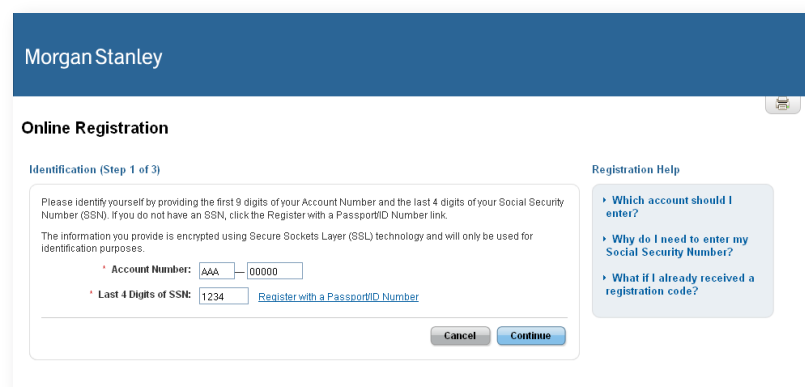 Morgan Stanley
Online Registration
Identification (Step 1 of 3)
Please identify yourself by providing the first 9 digits of your Account Number and the last 4 digits of your Social Security
Number (SSN). If you do not have an SSN, click the Register with a Passport/ID Number link.
The information you provide is encrypted using Secure Sockets Layer (SSL) technology and will only be used for
identification purposes.
* Account Number: AAA — 00000
* Last 4 Digits of SSN: 1234 Register with a Passport/ID Number
Cancel Continue
Registration Help
Which account should I
enter?
Why do I need to enter my
Social Security Number?
What if I already received a
registration code?